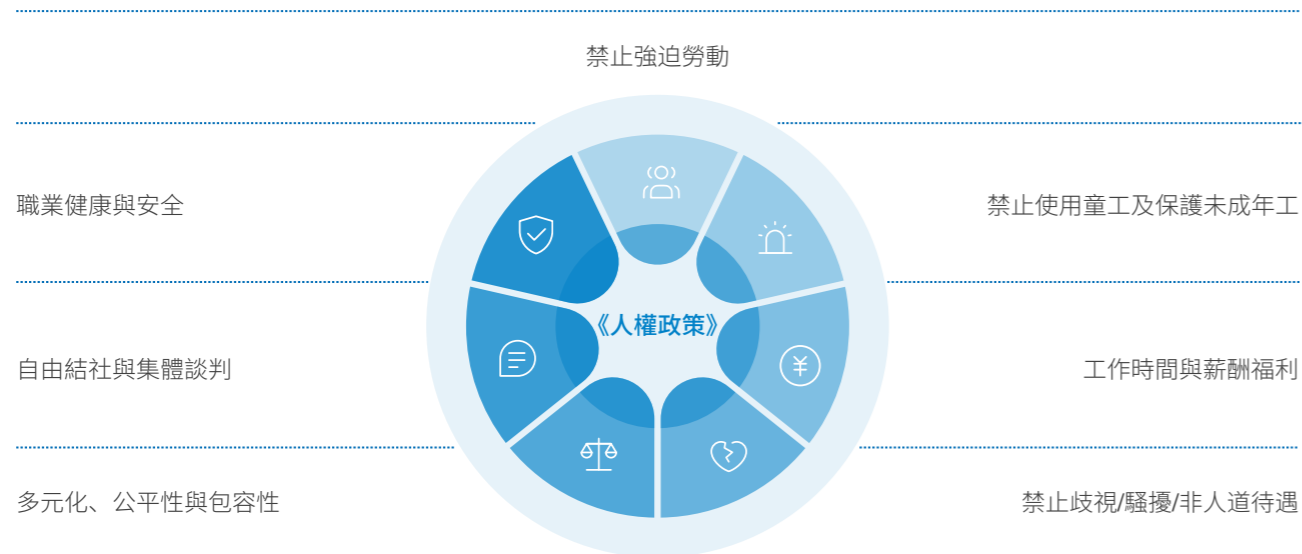 禁止強迫勞動
職業健康與安全
禁止使用童工及保護未成年工
《人權政策》
自由結社與集體談判
工作時間與薪酬福利
多元化、公平性與包容性
禁止歧視/騷擾/非人道待遇